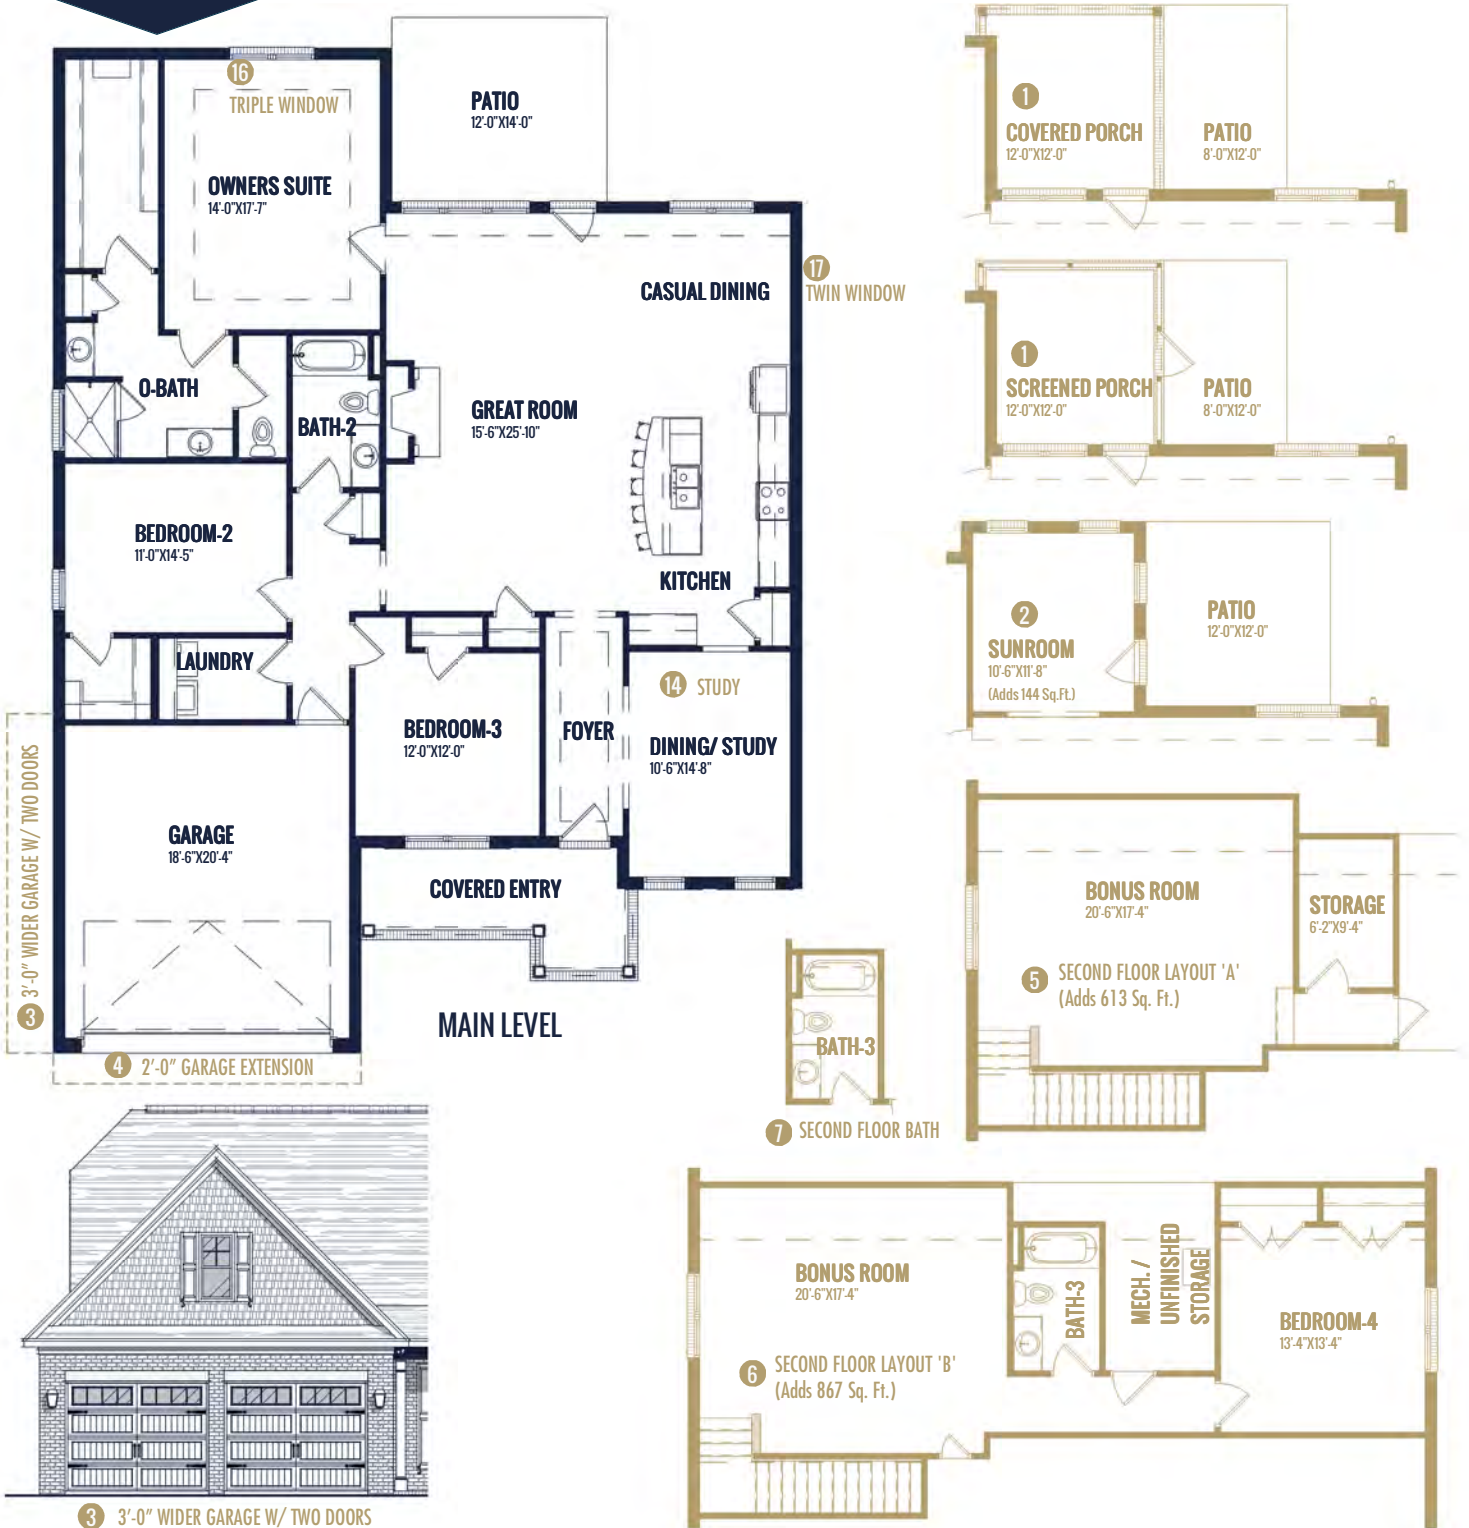 16
TRIPLE WINDOW
OWNERS SUITE
14'-0"X17'-7"
PATIO
12'-0"X14'-0"
CASUAL DINING
17
TWIN WINDOW
O-BATH
BATH-2
GREAT ROOM
15'-6"X25'-10"
BEDROOM-2
11'-0"X14'-5"
KITCHEN
LAUNDRY
14 STUDY
BEDROOM-3
12'-0"X12'-0"
FOYER
DINING/ STUDY
10'-6"X14'-8"
GARAGE
18'-6"X20'-4"
COVERED ENTRY
3 3'-0" WIDER GARAGE W/ TWO DOORS
4 2'-0" GARAGE EXTENSION
MAIN LEVEL
3 3'-0" WIDER GARAGE W/ TWO DOORS
1
COVERED PORCH
12'-0"X12'-0"
PATIO
8'-0"X12'-0"
1
SCREENED PORCH
12'-0"X12'-0"
PATIO
8'-0"X12'-0"
2
SUNROOM
10'-6"X11'-8"
(Adds 144 Sq.Ft.)
PATIO
12'-0"X12'-0"
BONUS ROOM
20'-6"X17'-4"
STORAGE
6'-2"X9'-4"
5 SECOND FLOOR LAYOUT 'A'
(Adds 613 Sq. Ft.)
BATH-3
7 SECOND FLOOR BATH
BONUS ROOM
20'-6"X17'-4"
6 SECOND FLOOR LAYOUT 'B'
(Adds 867 Sq. Ft.)
BATH-3
MECH. /
UNFINISHED
STORAGE
BEDROOM-4
13'-4"X13'-4"